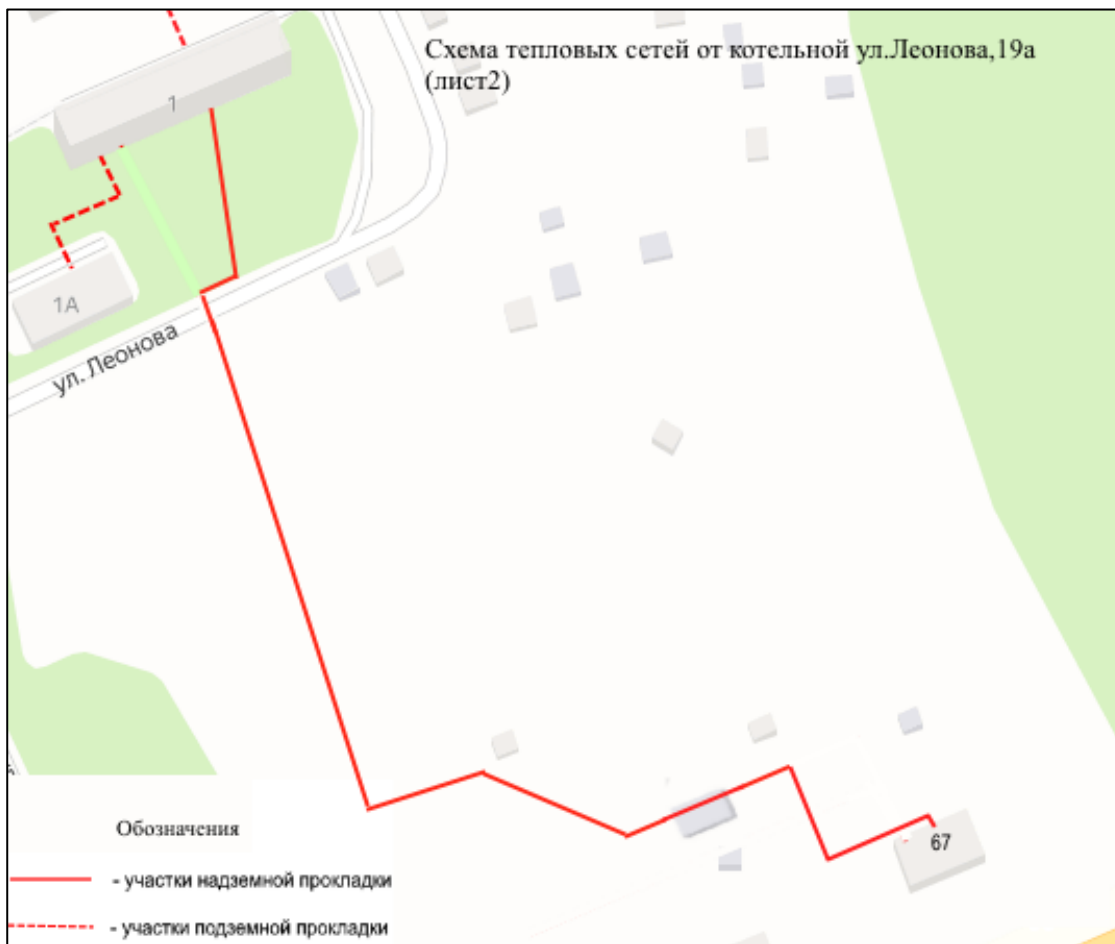 Схема тепловых сетей от котельной ул.Леонова,19а
(лист2)
1
1А
ул. Леонова
67
Обозначения
- участки надземной прокладки
- участки подземной прокладки